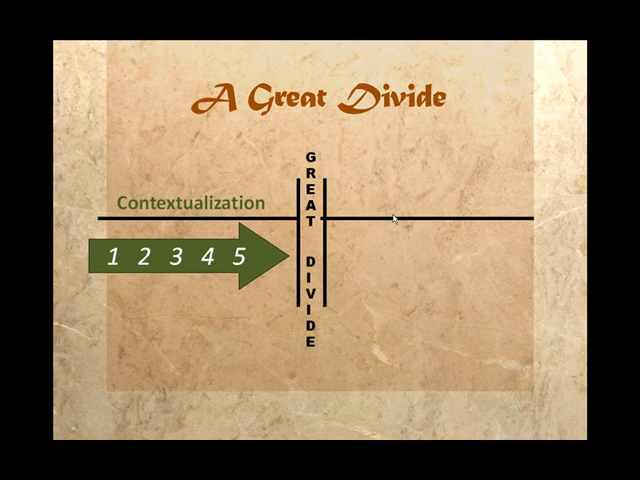 A Great Divide
GREAT DIVIDE
Contextualization
1 2 3 4 5